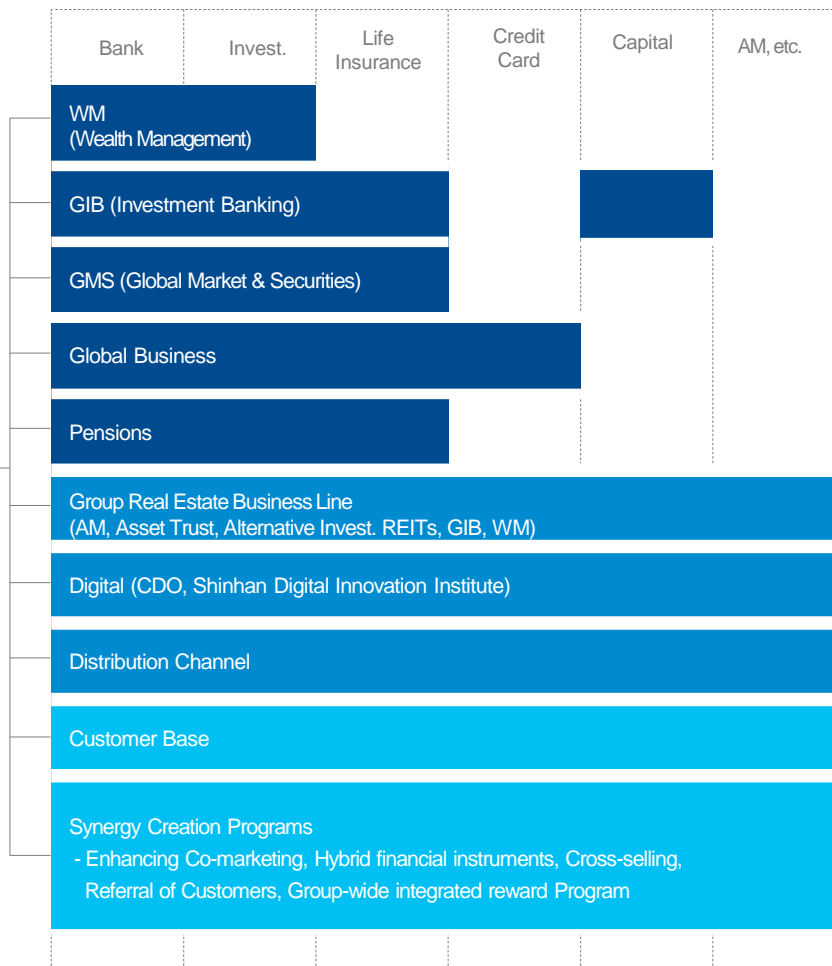 Bank
Invest.
Life
Insurance
Credit
Card
Capital
AM, etc.
WM
(Wealth Management)
GIB (Investment Banking)
GMS (Global Market & Securities)
Global Business
Pensions
Group Real Estate Business Line
(AM, Asset Trust, Alternative Invest. REITs, GIB, WM)
Digital (CDO, Shinhan Digital Innovation Institute)
Distribution Channel
Customer Base
Synergy Creation Programs
- Enhancing Co-marketing, Hybrid financial instruments, Cross-selling,
Referral of Customers, Group-wide integrated reward Program